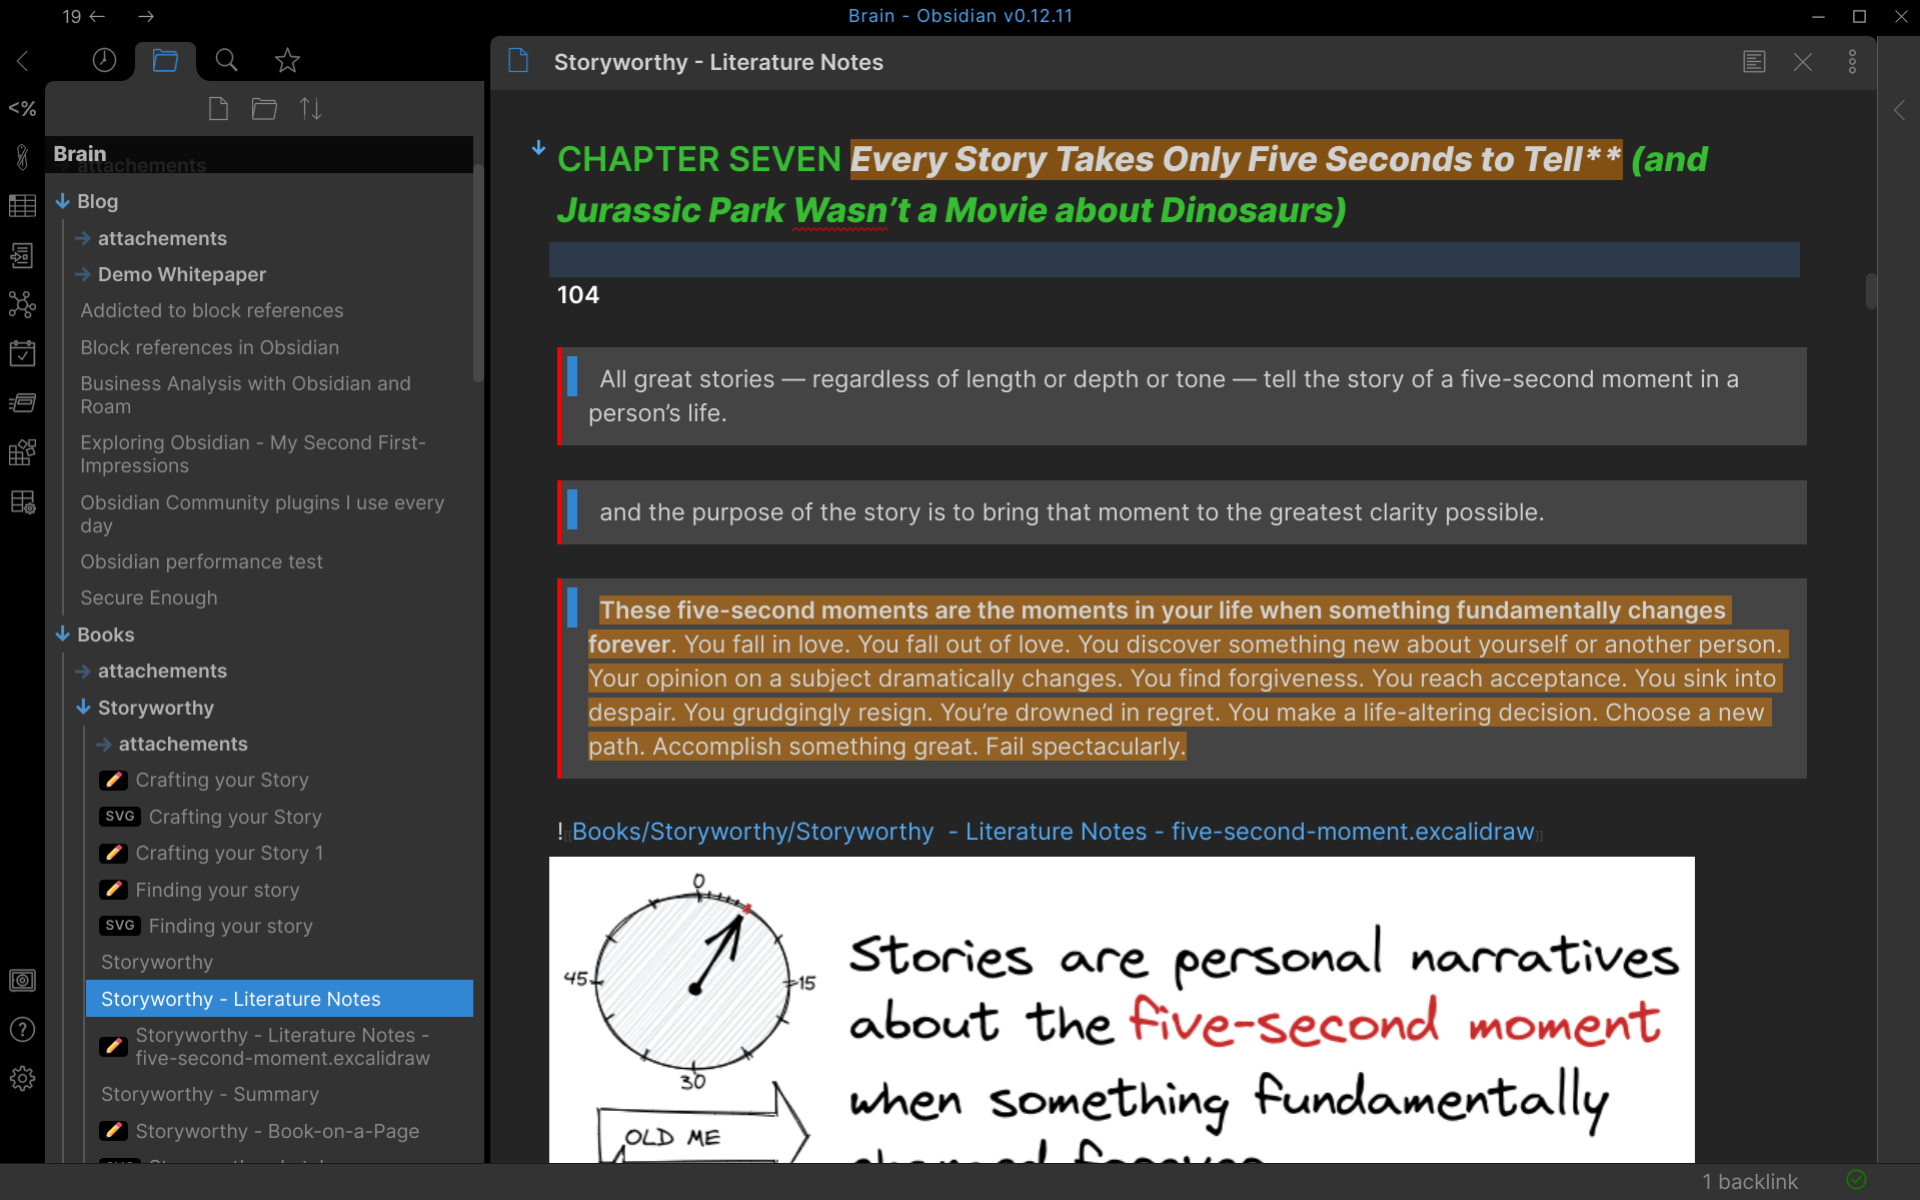 19
Brain - Obsidian v0.12.11
<%
Brain
attachements
Blog
attachements
Demo Whitepaper
Addicted to block references
Block references in Obsidian
Business Analysis with Obsidian and
Roam
Exploring Obsidian - My Second First-
Impressions
Obsidian Community plugins I use every
day
Obsidian performance test
Secure Enough
Books
attachements
Storyworthy
attachements
Crafting your Story
SVG Crafting your Story
Crafting your Story 1
Finding your story
SVG Finding your story
Storyworthy
Storyworthy - Literature Notes
Storyworthy - Literature Notes -
five-second-moment.excalidraw
Storyworthy - Summary
Storyworthy - Book-on-a-Page
Storyworthy - Literature Notes
CHAPTER SEVEN Every Story Takes Only Five Seconds to Tell** (and
Jurassic Park Wasn’t a Movie about Dinosaurs)
104
All great stories — regardless of length or depth or tone — tell the story of a five-second moment in a
person’s life.
and the purpose of the story is to bring that moment to the greatest clarity possible.
These five-second moments are the moments in your life when something fundamentally changes
forever. You fall in love. You fall out of love. You discover something new about yourself or another person.
Your opinion on a subject dramatically changes. You find forgiveness. You reach acceptance. You sink into
despair. You grudgingly resign. You’re drowned in regret. You make a life-altering decision. Choose a new
path. Accomplish something great. Fail spectacularly.
![[Books/Storyworthy/Storyworthy - Literature Notes - five-second-moment.excalidraw]]
0
45
15
30
OLD ME
Stories are personal narratives
about the five-second moment
when something fundamentally
changed forever
1 backlink